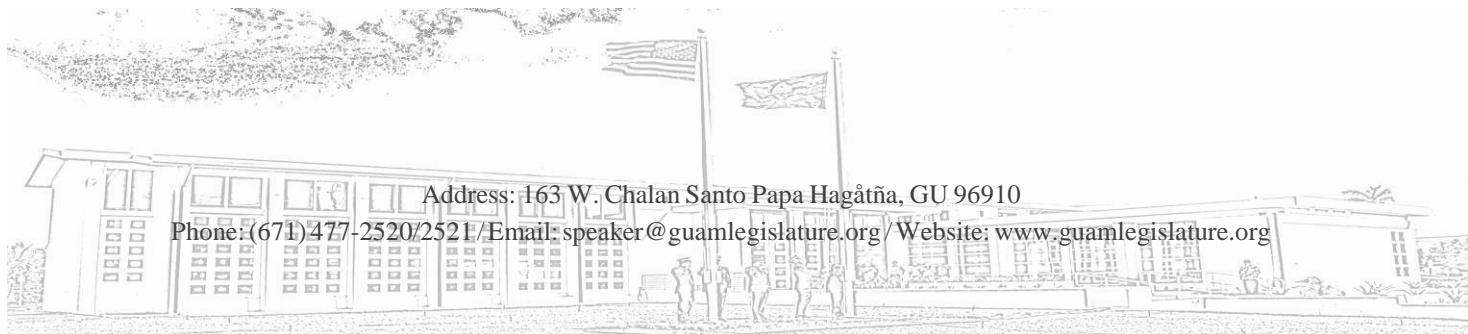 Address: 163 W. Chalan Santo Papa Hagåtña, GU 96910
Phone: (671) 477-2520/2521 / Email: speaker@guamlegislature.org / Website: www.guamlegislature.org